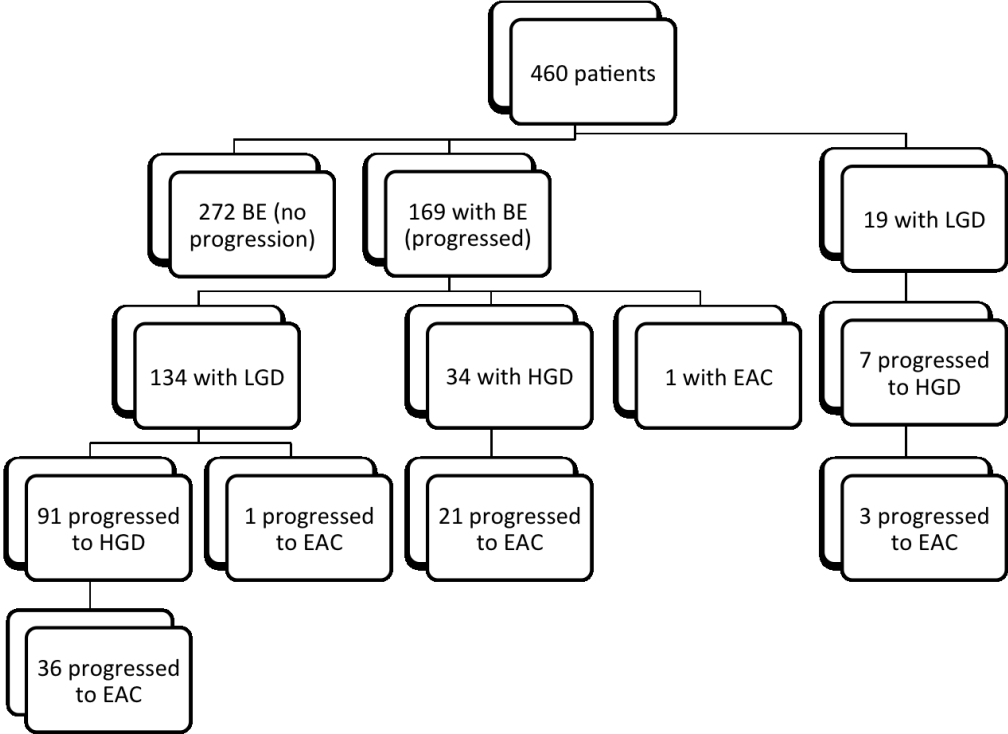 460 patients
272 BE (no
progression)
169 with BE
(progressed)
19 with LGD
134 with LGD
34 with HGD
1 with EAC
7 progressed
to HGD
91 progressed
to HGD
1 progressed
to EAC
21 progressed
to EAC
3 progressed
to EAC
36 progressed
to EAC